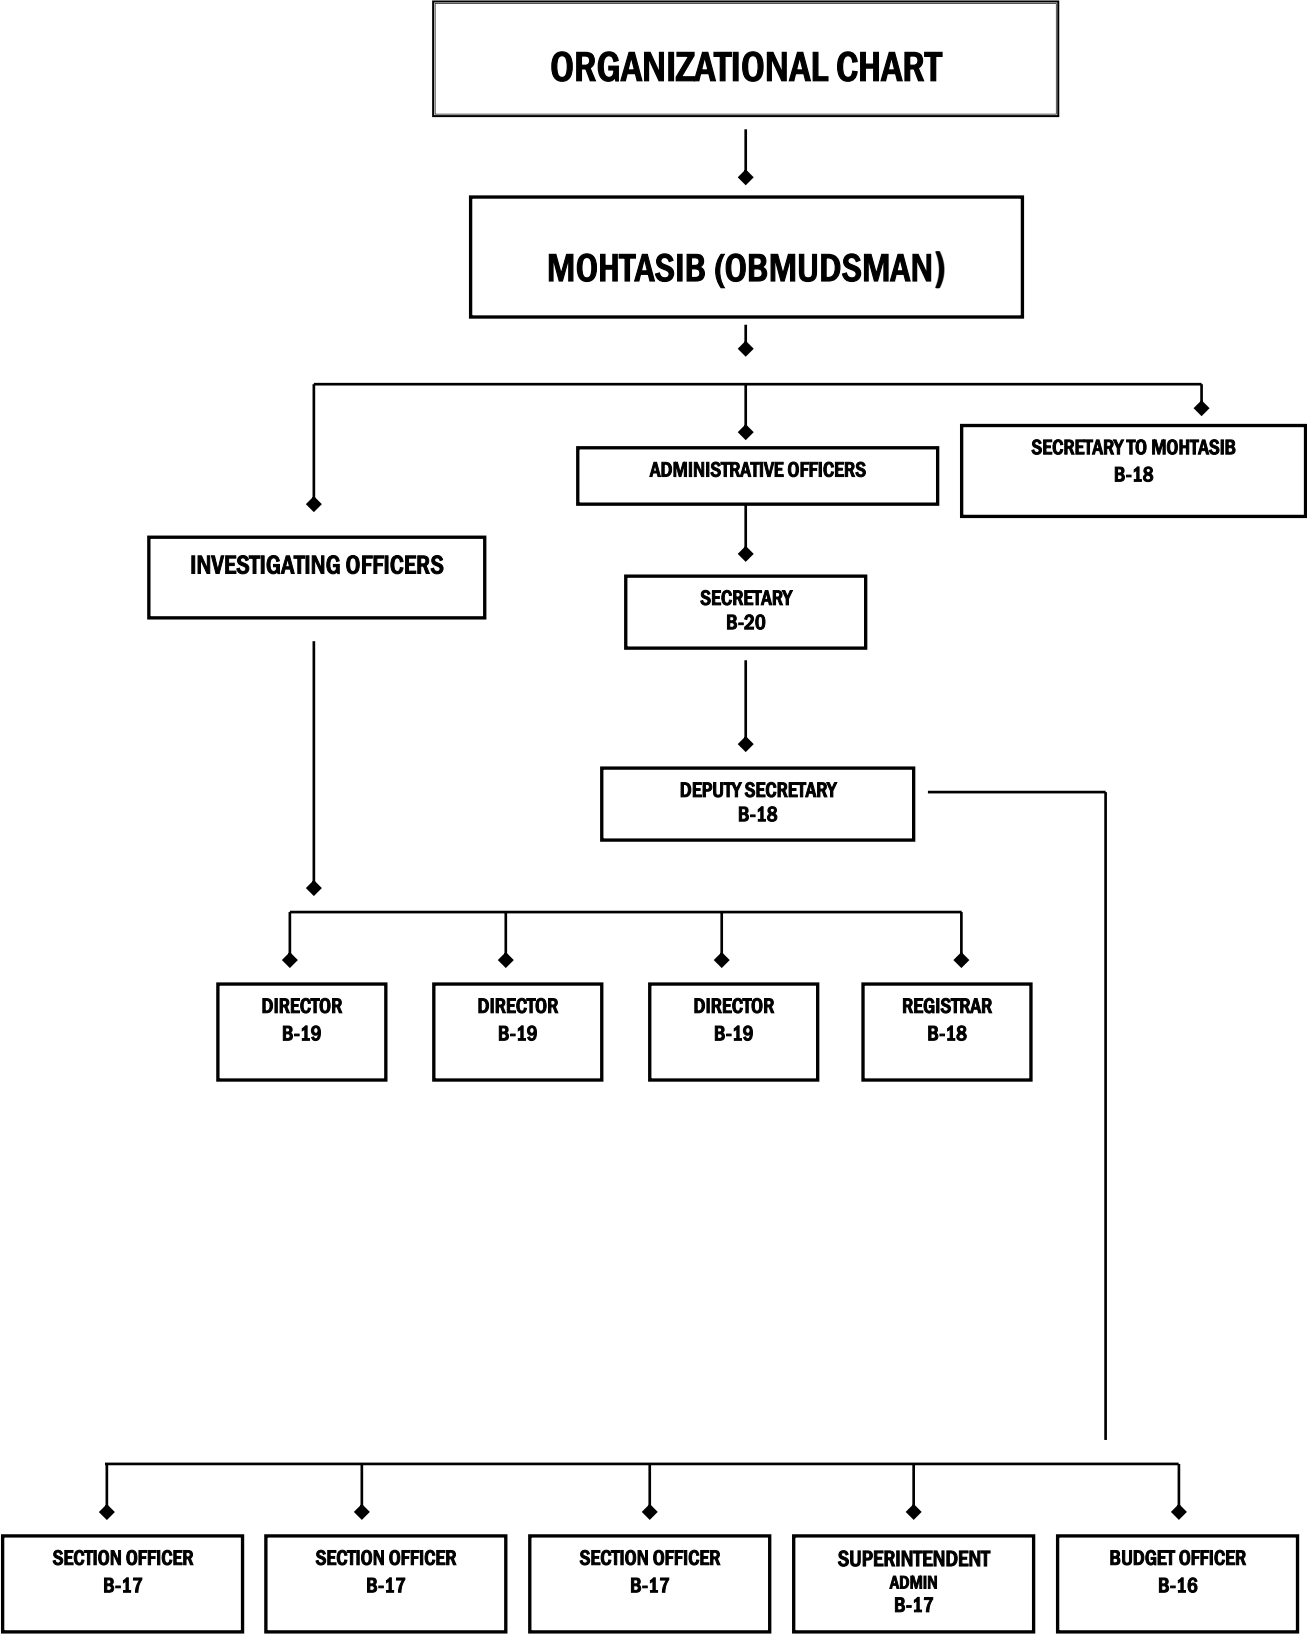 ORGANIZATIONAL CHART
MOHTASIB (OBMUDSMAN)
SECRETARY TO MOHTASIB
B-18
ADMINISTRATIVE OFFICERS
INVESTIGATING OFFICERS
SECRETARY
B-20
DEPUTY SECRETARY
B-18
DIRECTOR
B-19
DIRECTOR
B-19
DIRECTOR
B-19
REGISTRAR
B-18
SECTION OFFICER
B-17
SECTION OFFICER
B-17
SECTION OFFICER
B-17
SUPERINTENDENT
ADMIN
B-17
BUDGET OFFICER
B-16